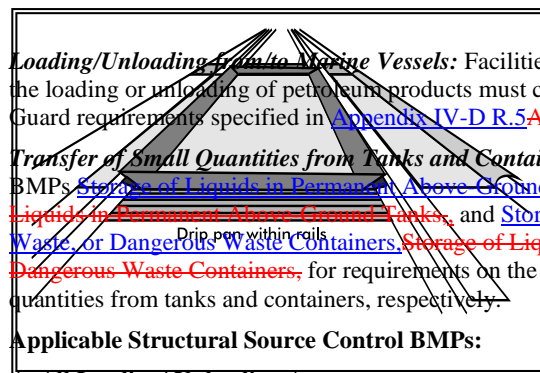 Loading/Unloading from/to Marine Vessels: Facilitie
the loading or unloading of petroleum products must c
Guard requirements specified in Appendix IV-D R.5A
Transfer of Small Quantities from Tanks and Contai
BMPs Storage of Liquids in Permanent Above-Ground
Liquids in Permanent Above-Ground Tanks,, and Stor
Waste, or Dangerous Waste Containers,Storage of Liq
Drip pan within rails
Dangerous Waste Containers, for requirements on the
quantities from tanks and containers, respectively.
Applicable Structural Source Control BMPs: